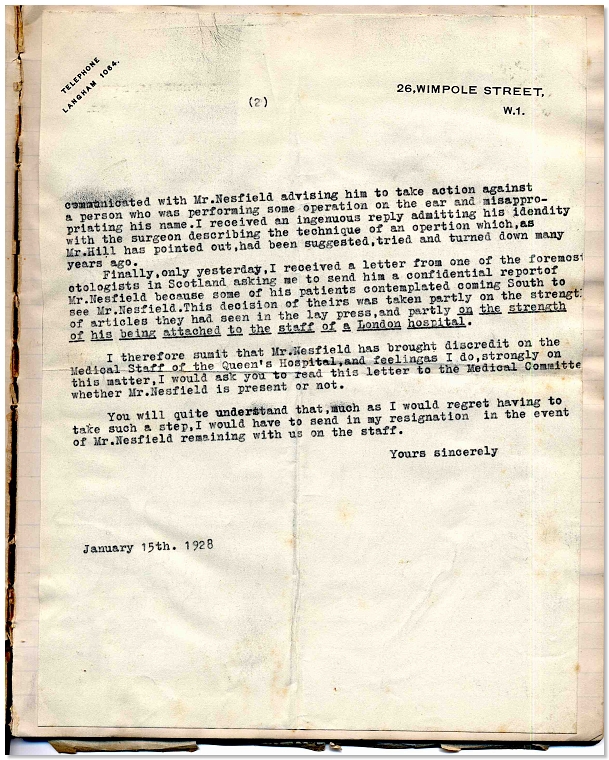 TELEPHONE
LANGHAM 1064.
(2)
26,WIMPOLE STREET,
W.1.
communicated with Mr.Nesfield advising him to take action against
a person who was performing some operation on the ear and misappro-
priating his name.I received an ingenuous reply admitting his idendity
with the surgeon describing the technique of an opertion which,as
Mr.Hill has pointed out,had been suggested,tried and turned down many
years ago.
Finally,only yesterday,I received a letter from one of the foremost
otologists in Scotland asking me to send him a confidential reportof
Mr.Nesfield because some of his patients contemplated coming South to
see Mr.Nesfield.This decision of theirs was taken partly on the strengt
of articles they had seen in the lay press,and partly on the strength
of his being attached to the staff of a London hospital.
I therefore sumit that Mr.Nesfield has brought discredit on the
Medical Staff of the Queen's Hospital,and feelingas I do,strongly on
this matter,I would ask you to read this letter to the Medical Committe
whether Mr.Nesfield is present or not.
You will quite understand that,much as I would regret having to
take such a step,I would have to send in my resignation in the event
of Mr.Nesfield remaining with us on the staff.
Yours sincerely
January 15th. 1928